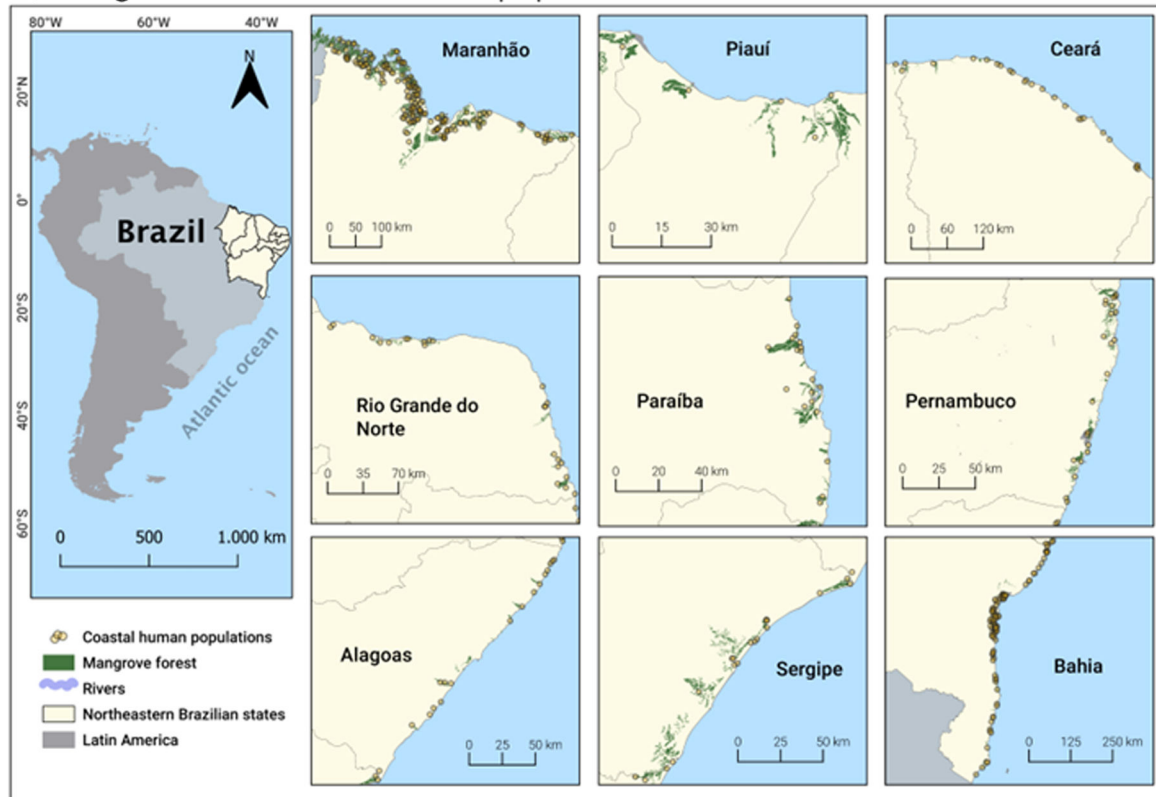 80°W
60°W
40°W
N
20°N
0°
20°S
40°S
60°S
Brazil
Atlantic ocean
0 500 1.000 km
Coastal human populations
Mangrove forest
Rivers
Northeastern Brazilian states
Latin America
Maranhão
0 50 100 km
Piauí
0 15 30 km
Ceará
0 60 120 km
Rio Grande do
Norte
0 35 70 km
Paraíba
0 20 40 km
Pernambuco
0 25 50 km
Alagoas
0 25 50 km
Sergipe
0 25 50 km
Bahia
0 125 250 km